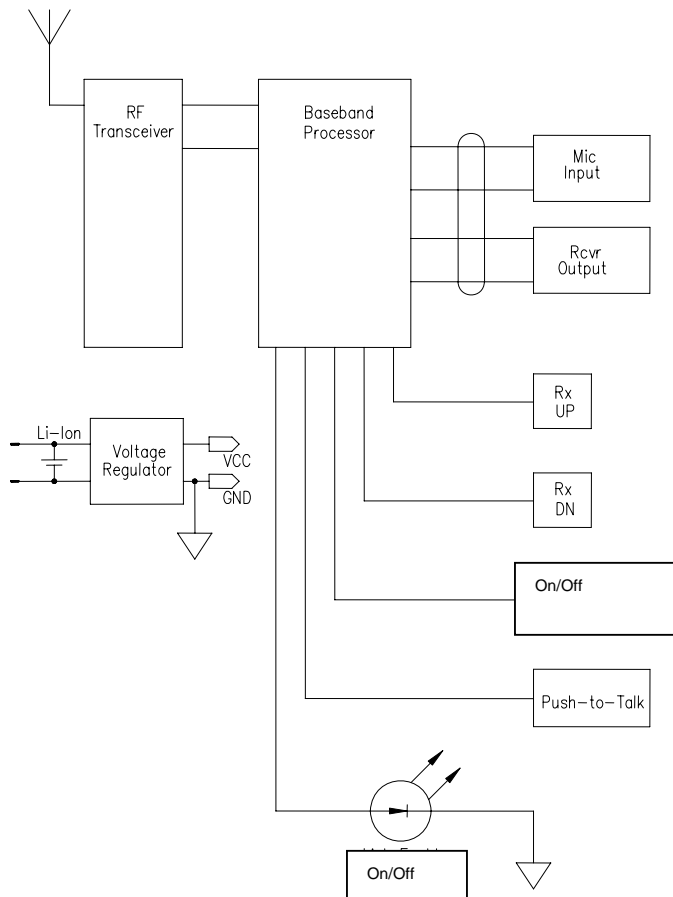 RF
Transceiver
Baseband
Processor
Mic
Input
Rcvr
Output
Rx
UP
Li-Ion
Voltage
Regulator
VCC
GND
Rx
DN
On/Off
Push-to-Talk
On/Off